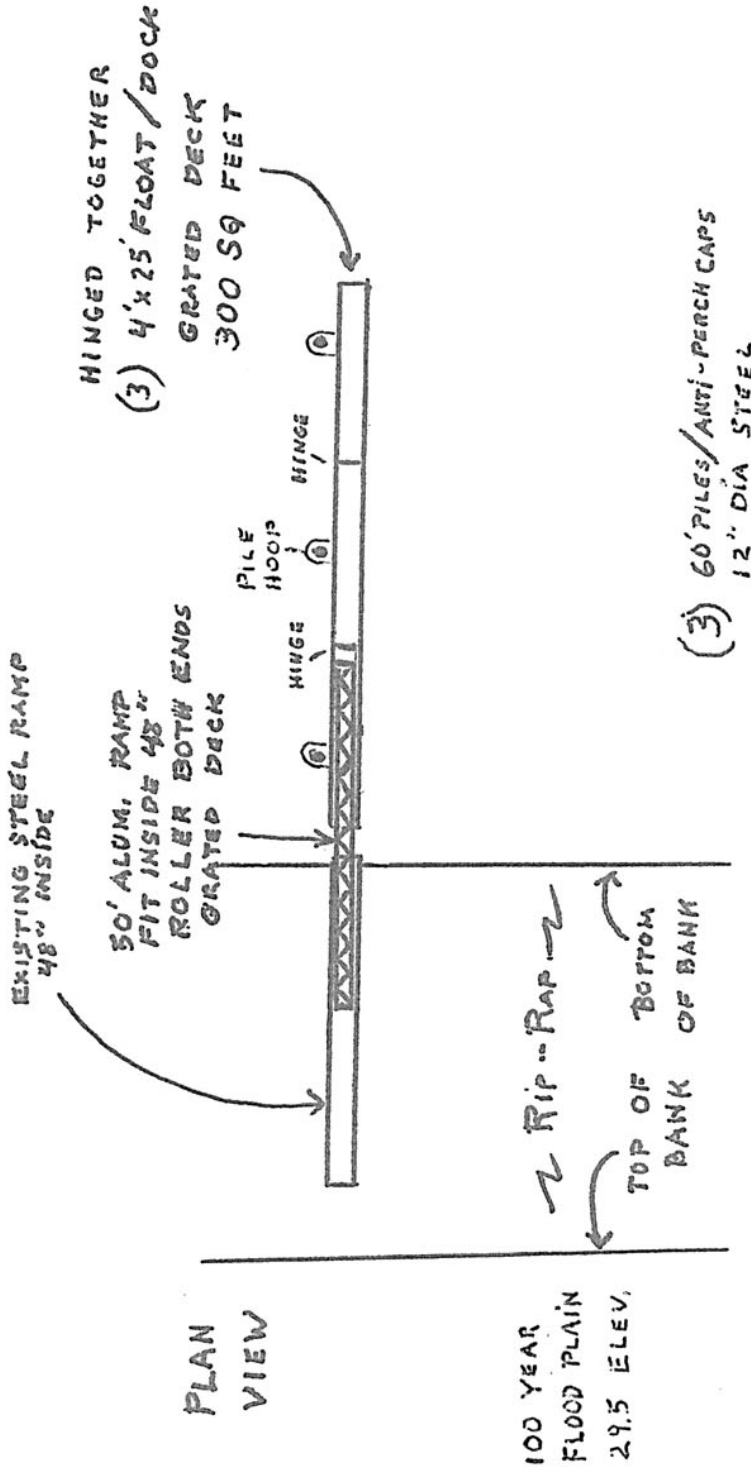 PLAN
VIEW
EXISTING STEEL RAMP
48" INSIDE
50' ALUM. RAMP
FIT INSIDE 48"
ROLLER BOTH ENDS
GRATED DECK
HINGE
PILE
HOOP
HINGE
HINGED TOGETHER
(3) 4'x25' FLOAT/DOCK
GRATED DECK
300 SQ FEET
100 YEAR
FLOOD PLAIN
29.5 ELEV.
~ RIP--RAP. ~
TOP OF
BANK
BOTTOM
OF BANK
(3) 60' PILES/ANTI-PERCH CAPS
12" DIA STEEL